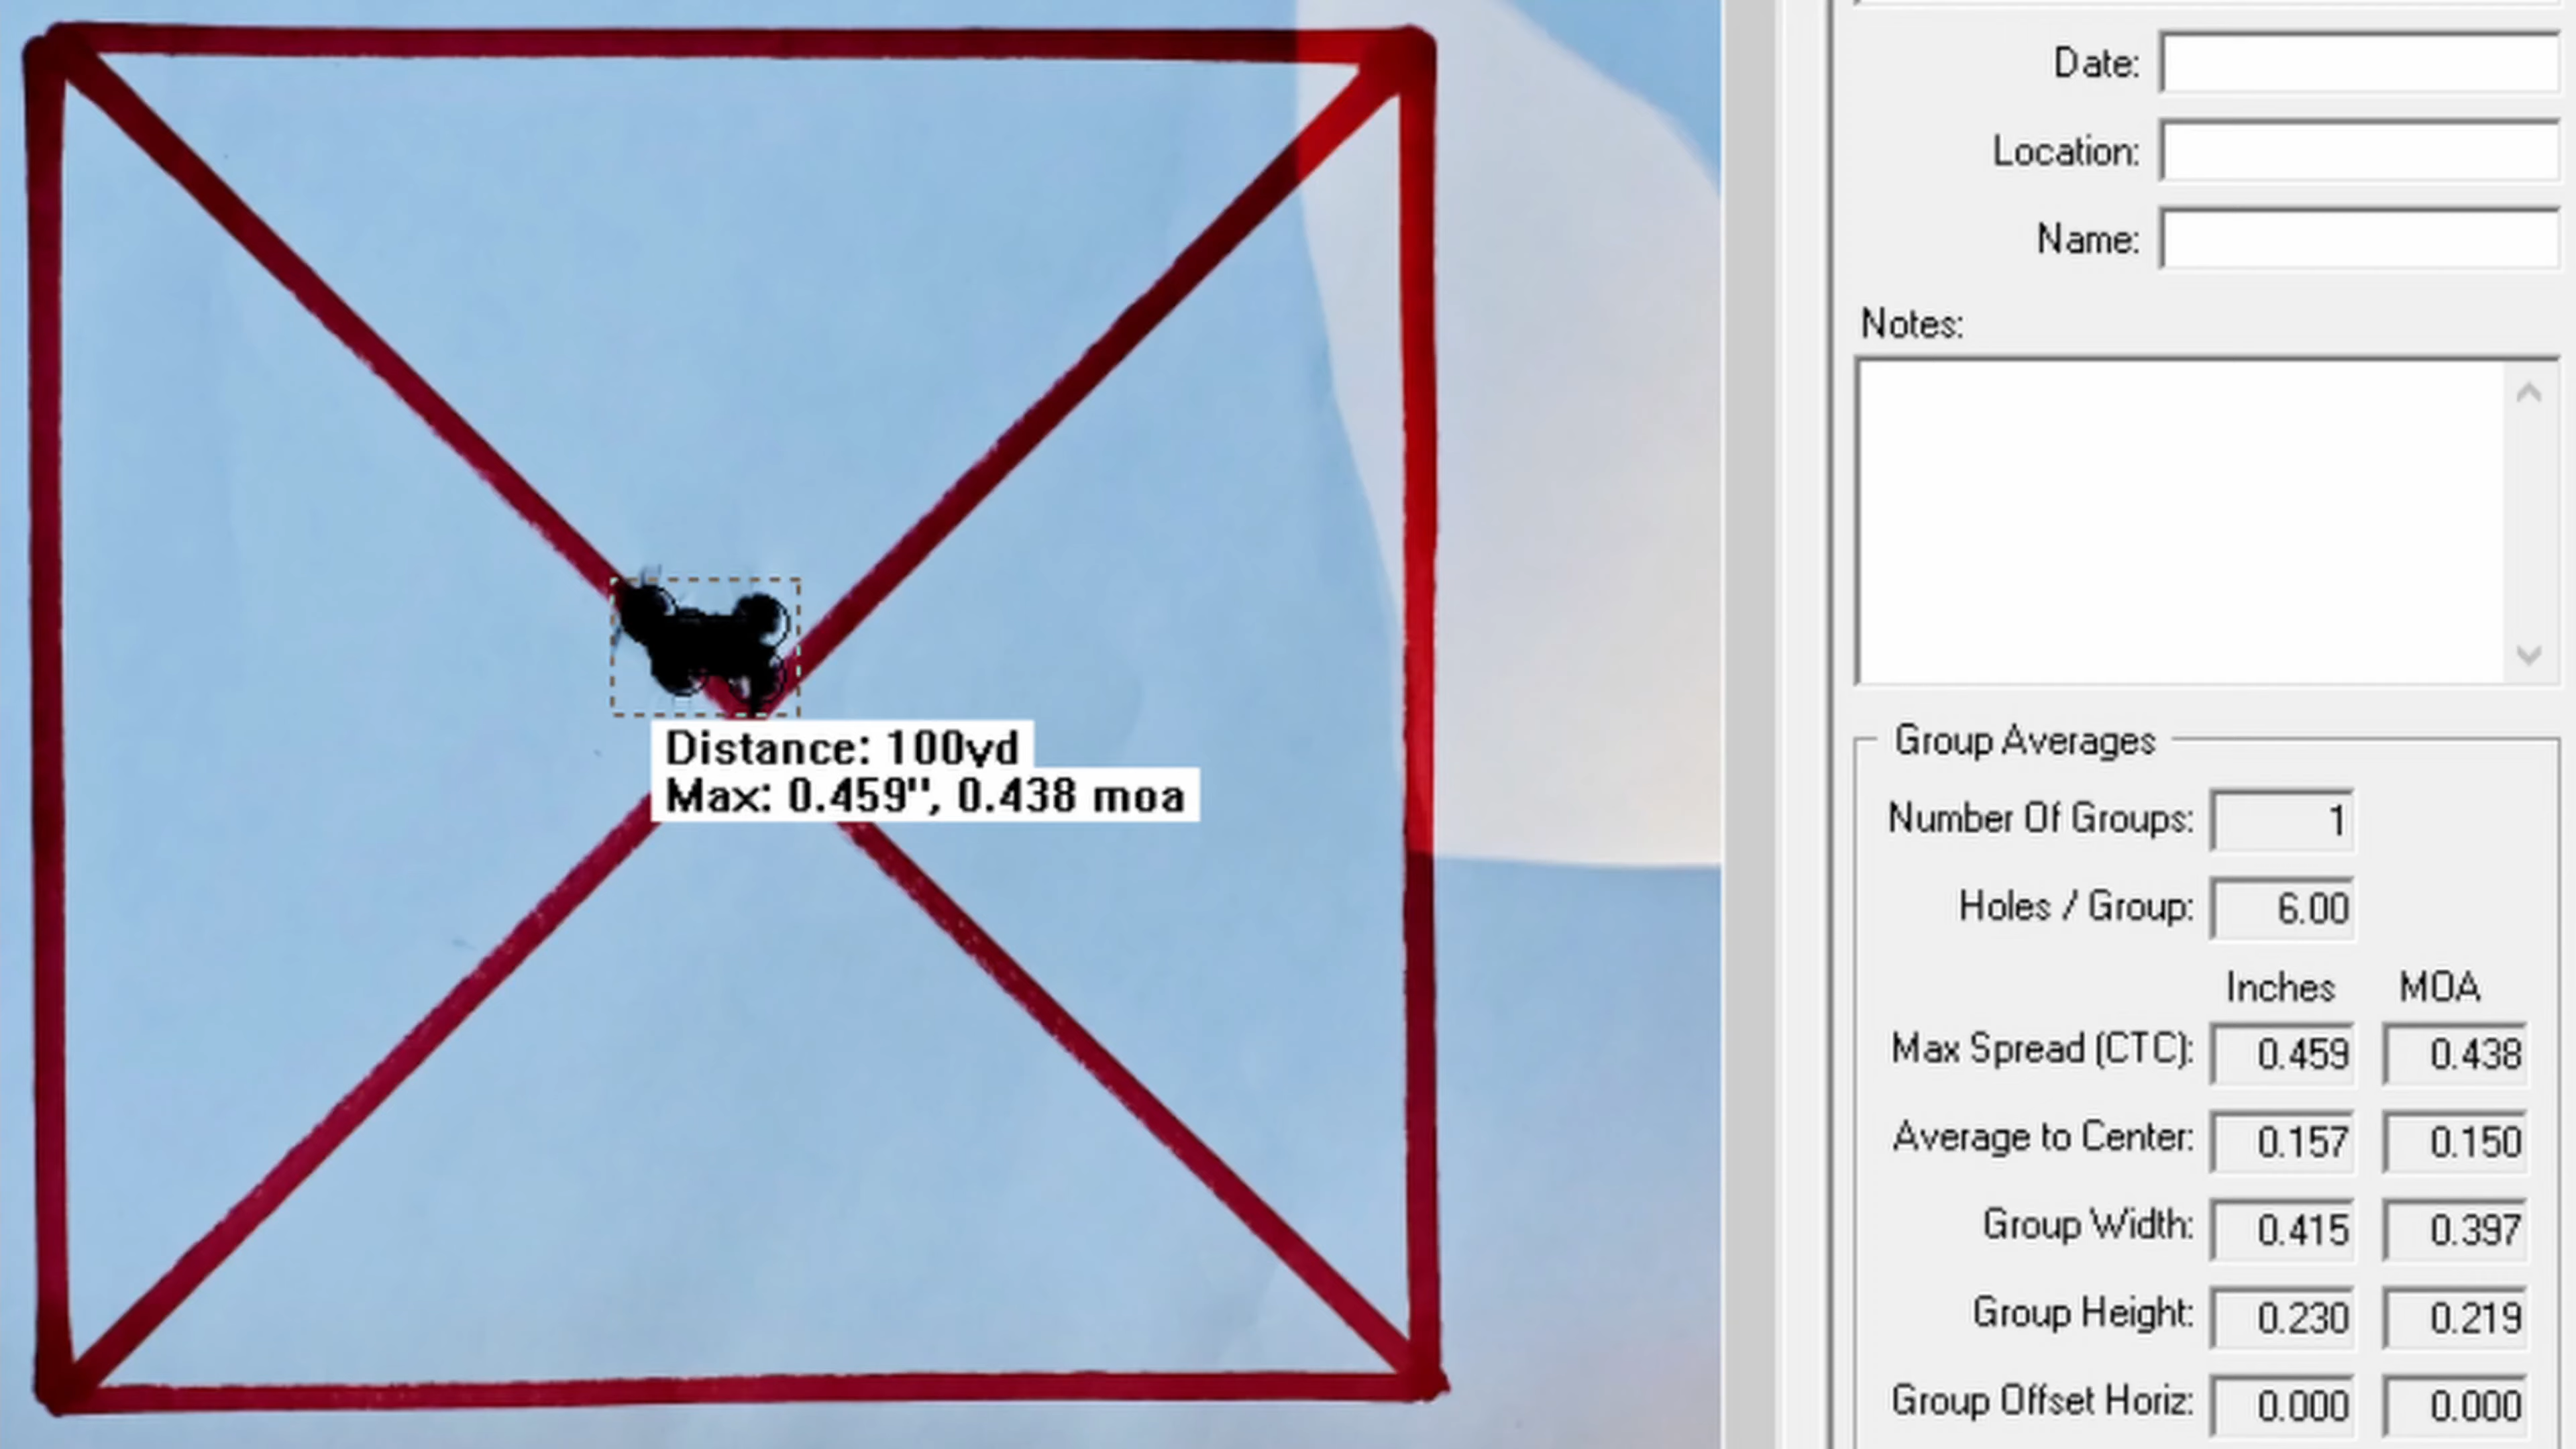 Distance: 100yd
Max: 0.459", 0.438 moa
Date:
Location:
Name:
Notes:
Group Averages
Number Of Groups: 1
Holes / Group: 6.00
Inches MOA
Max Spread (CTC): 0.459 0.438
Average to Center: 0.157 0.150
Group Width: 0.415 0.397
Group Height: 0.230 0.219
Group Offset Horiz: 0.000 0.000